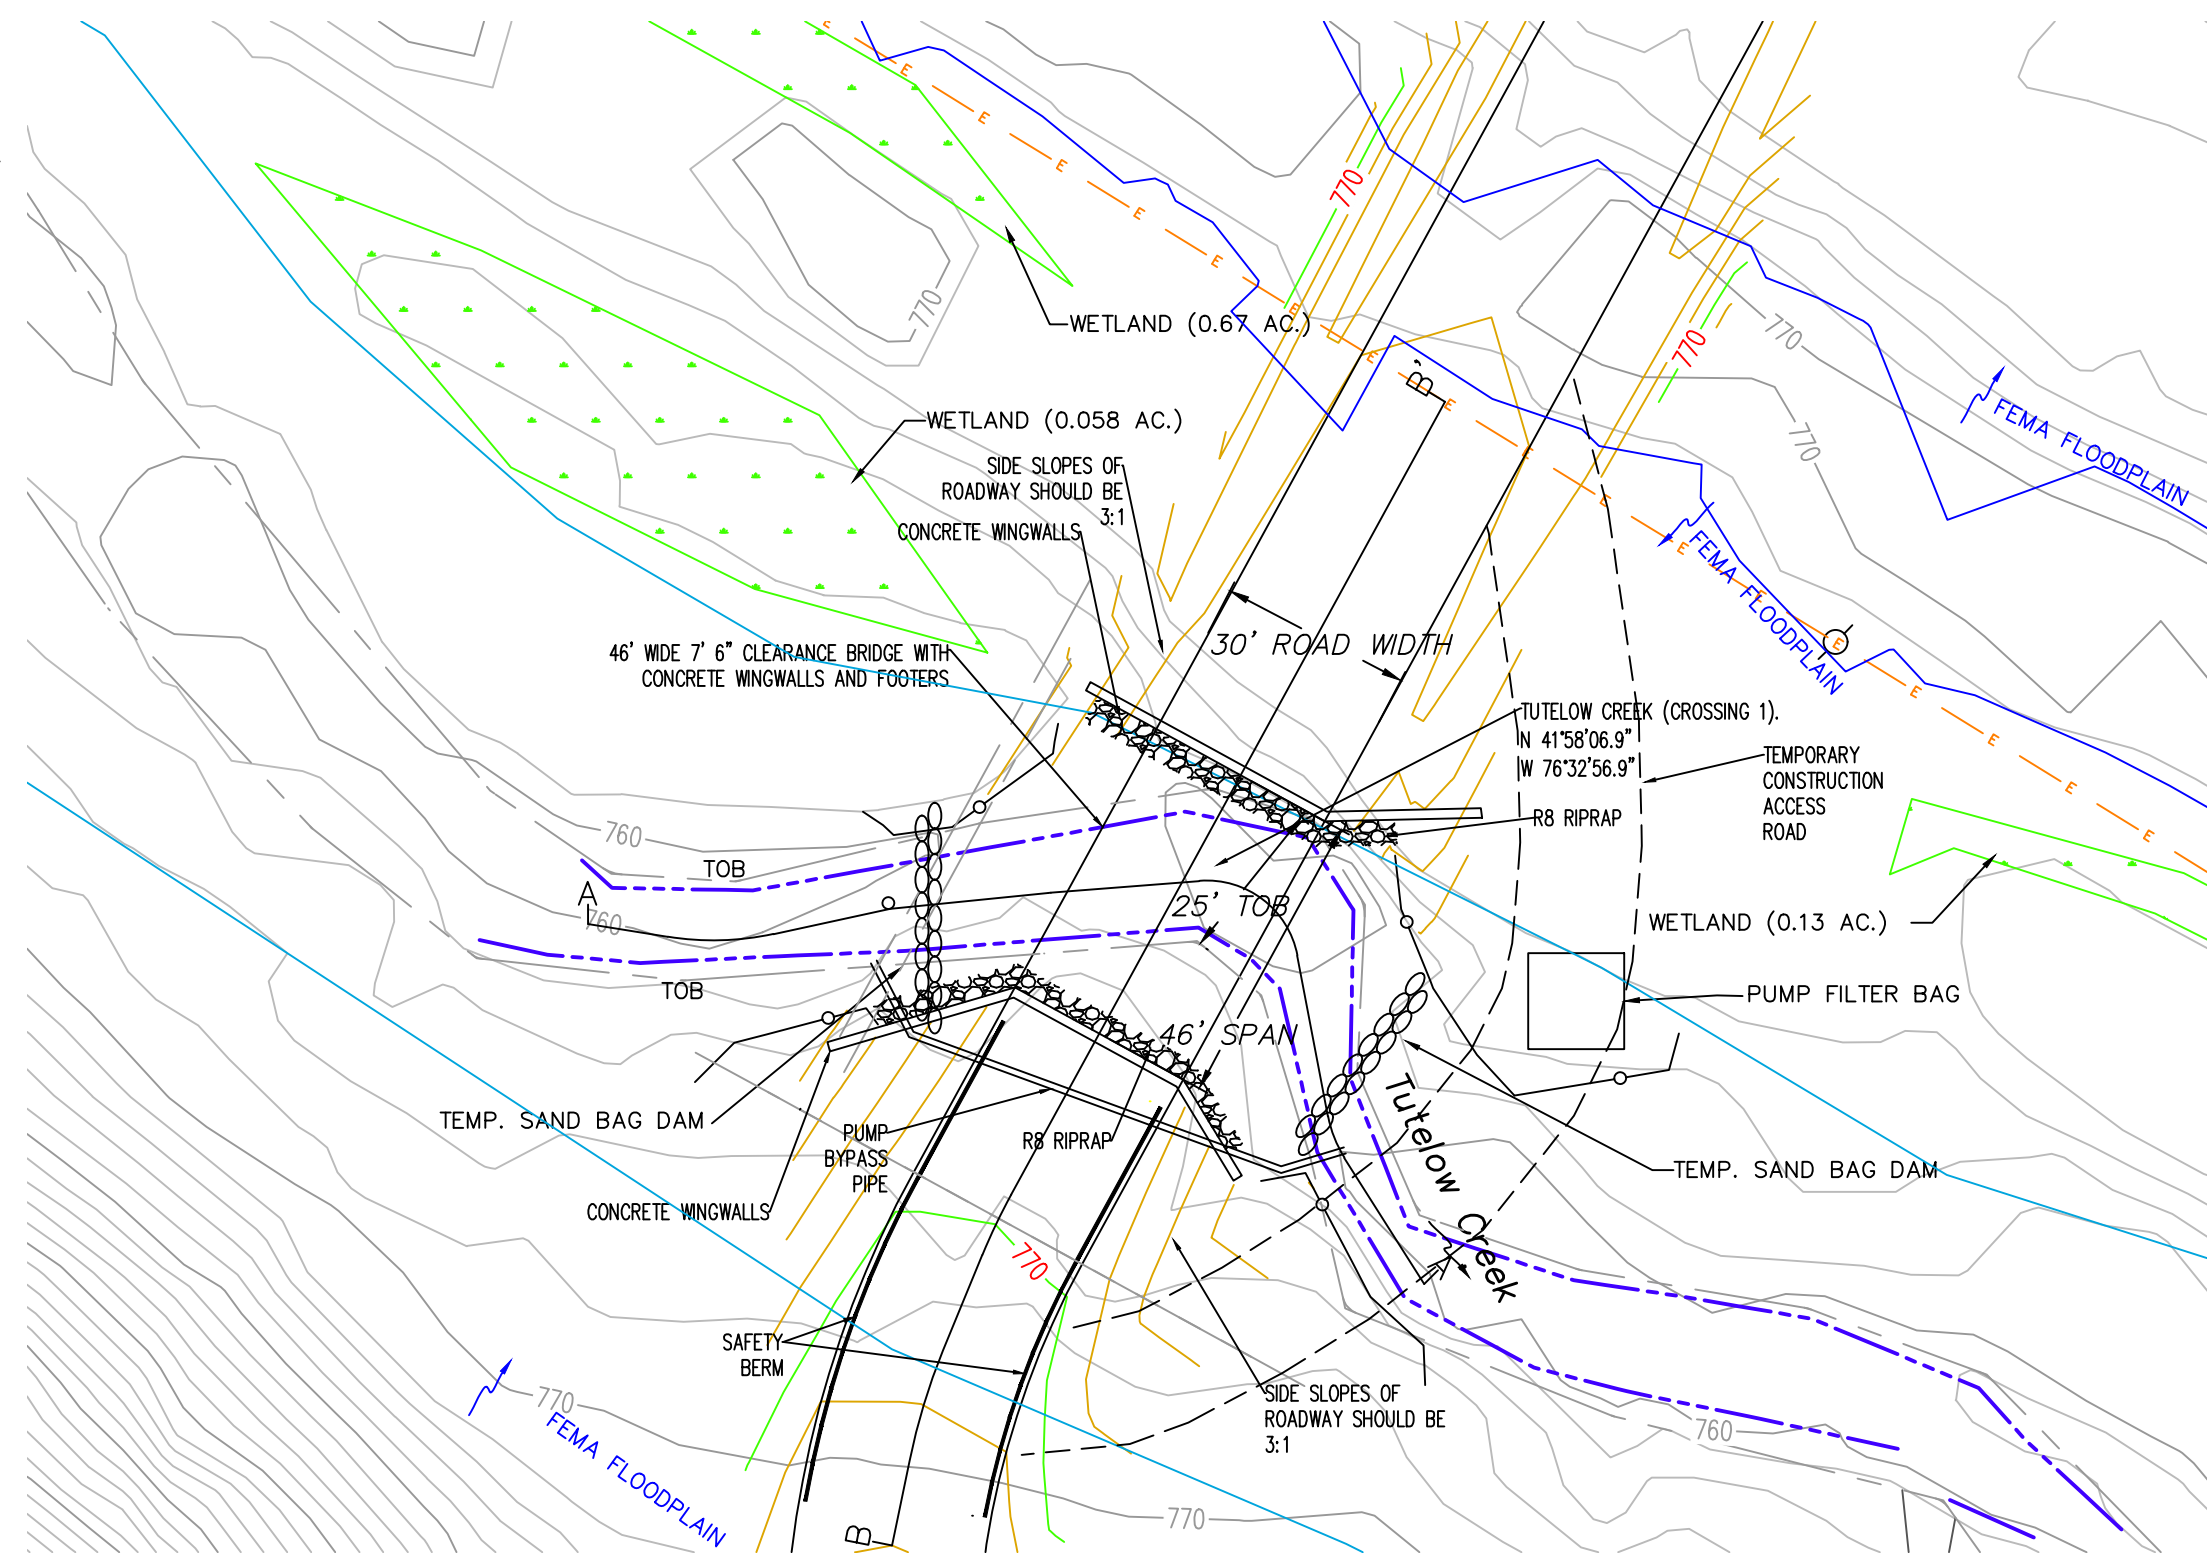 E
E
E
E
E
E
E
770
770
770
770
770
WETLAND (0.67 AC.)
E
E
B'
E
E
E
E
E
E
E
E
E
FEMA FLOODPLAIN
FEMA FLOODPLAIN
WETLAND (0.058 AC.)
SIDE SLOPES OF
ROADWAY SHOULD BE
3:1
CONCRETE WINGWALLS
46' WIDE 7' 6" CLEARANCE BRIDGE WITH
CONCRETE WINGWALLS AND FOOTERS
30' ROAD WIDTH
TUTELOW CREEK (CROSSING 1).
N 41°58'06.9"
W 76°32'56.9"
TEMPORARY
CONSTRUCTION
ACCESS
ROAD
R8 RIPRAP
760
TOB
A
760
25' TOB
WETLAND (0.13 AC.)
TOB
PUMP FILTER BAG
46' SPAN
TEMP. SAND BAG DAM
PUMP
BYPASS
PIPE
R8 RIPRAP
Tutelow Creek
TEMP. SAND BAG DAM
CONCRETE WINGWALLS
770
A'
SAFETY
BERM
SIDE SLOPES OF
ROADWAY SHOULD BE
3:1
770
760
FEMA FLOODPLAIN
770
B